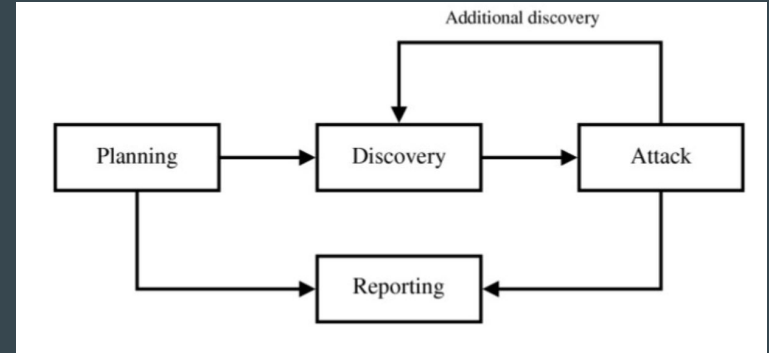 Additional discovery
Planning
Discovery
Attack
Reporting